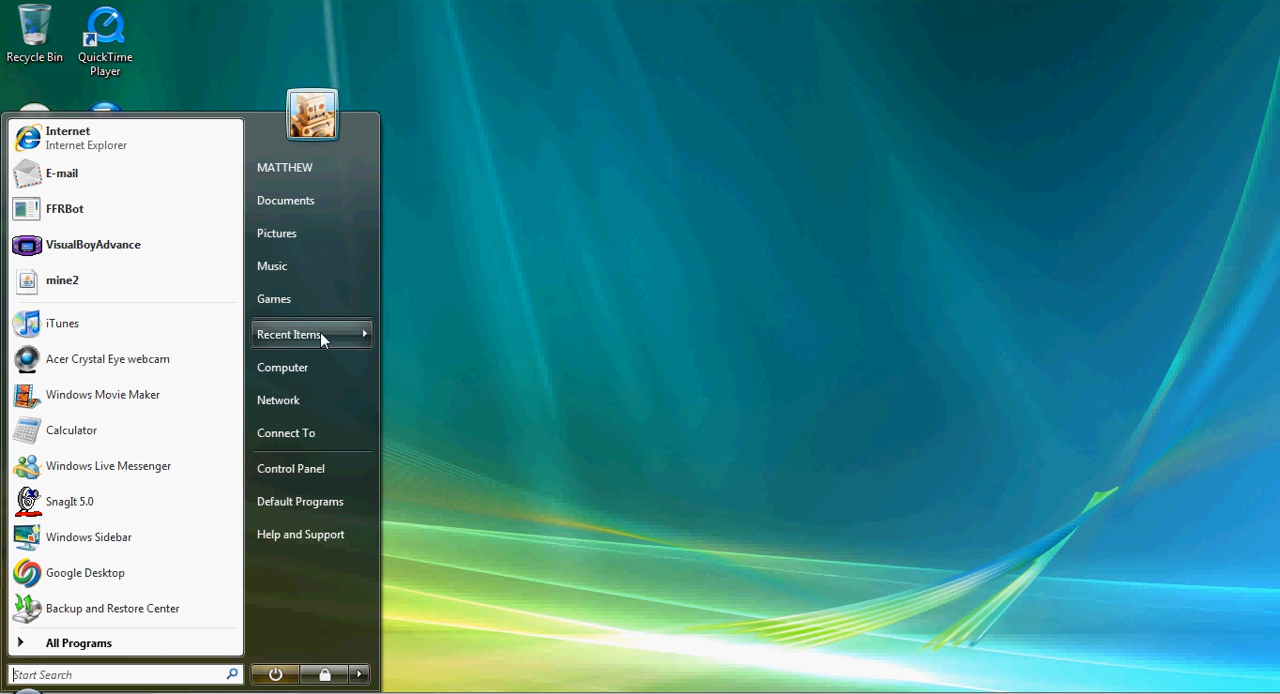 Recycle Bin
QuickTime
Player
Internet
Internet Explorer
E-mail
FFRBot
VisualBoyAdvance
mine2
iTunes
Acer Crystal Eye webcam
Windows Movie Maker
Calculator
Windows Live Messenger
SnagIt 5.0
Windows Sidebar
Google Desktop
Backup and Restore Center
All Programs
Start Search
MATTHEW
Documents
Pictures
Music
Games
Recent Items
Computer
Network
Connect To
Control Panel
Default Programs
Help and Support